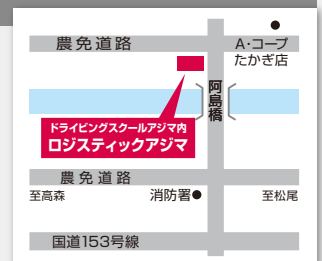 農免道路
A・コープ
たかぎ店
阿島橋
ドライビングスクールアジマ内
ロジスティックアジマ
農免道路
至高森
消防署
至松尾
国道153号線